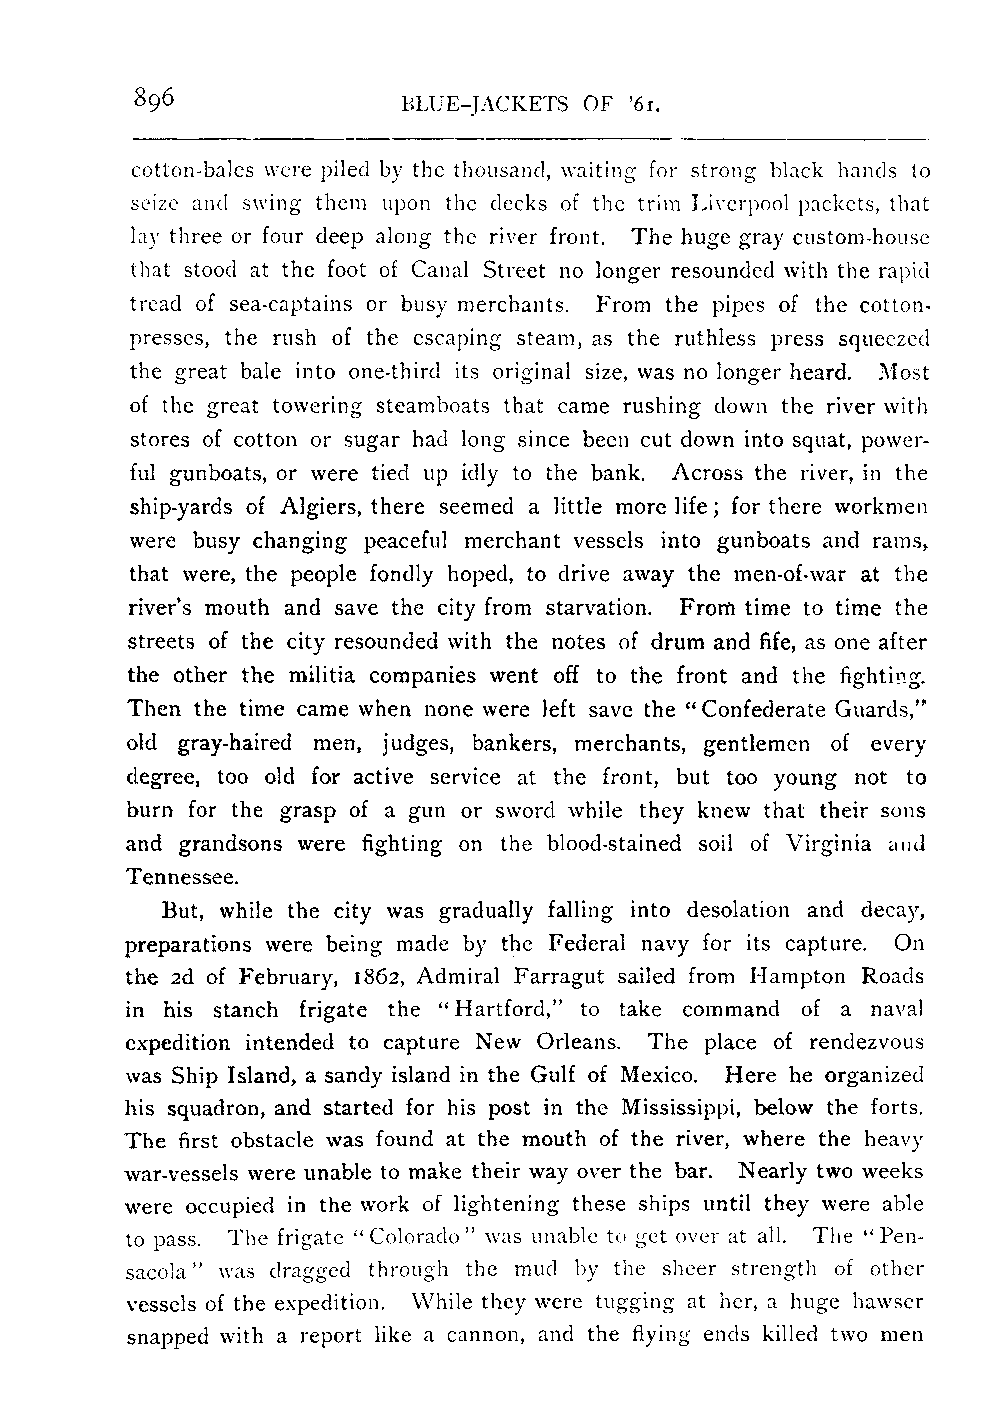 896 BLUE-JACKETS OF '61.
cotton-bales were piled by the thousand, waiting for strong black hands to
seize and swing them upon the decks of the trim Liverpool packets, that
lay three or four deep along the river front. The huge gray custom-house
that stood at the foot of Canal Street no longer resounded with the rapid
tread of sea-captains or busy merchants. From the pipes of the cotton-
presses, the rush of the escaping steam, as the ruthless press squeezed
the great bale into one-third its original size, was no longer heard. Most
of the great towering steamboats that came rushing down the river with
stores of cotton or sugar had long since been cut down into squat, power-
ful gunboats, or were tied up idly to the bank. Across the river, in the
ship-yards of Algiers, there seemed a little more life; for there workmen
were busy changing peaceful merchant vessels into gunboats and rams,
that were, the people fondly hoped, to drive away the men-of-war at the
river's mouth and save the city from starvation. From time to time the
streets of the city resounded with the notes of drum and fife, as one after
the other the militia companies went off to the front and the fighting.
Then the time came when none were left save the "Confederate Guards,"
old gray-haired men, judges, bankers, merchants, gentlemen of every
degree, too old for active service at the front, but too young not to
burn for the grasp of a gun or sword while they knew that their sons
and grandsons were fighting on the blood-stained soil of Virginia and
Tennessee.
But, while the city was gradually falling into desolation and decay,
preparations were being made by the Federal navy for its capture. On
the 2d of February, 1862, Admiral Farragut sailed from Hampton Roads
in his stanch frigate the "Hartford," to take command of a naval
expedition intended to capture New Orleans. The place of rendezvous
was Ship Island, a sandy island in the Gulf of Mexico. Here he organized
his squadron, and started for his post in the Mississippi, below the forts.
The first obstacle was found at the mouth of the river, where the heavy
war-vessels were unable to make their way over the bar. Nearly two weeks
were occupied in the work of lightening these ships until they were able
to pass. The frigate "Colorado" was unable to get over at all. The "Pen-
sacola" was dragged through the mud by the sheer strength of other
vessels of the expedition. While they were tugging at her, a huge hawser
snapped with a report like a cannon, and the flying ends killed two men